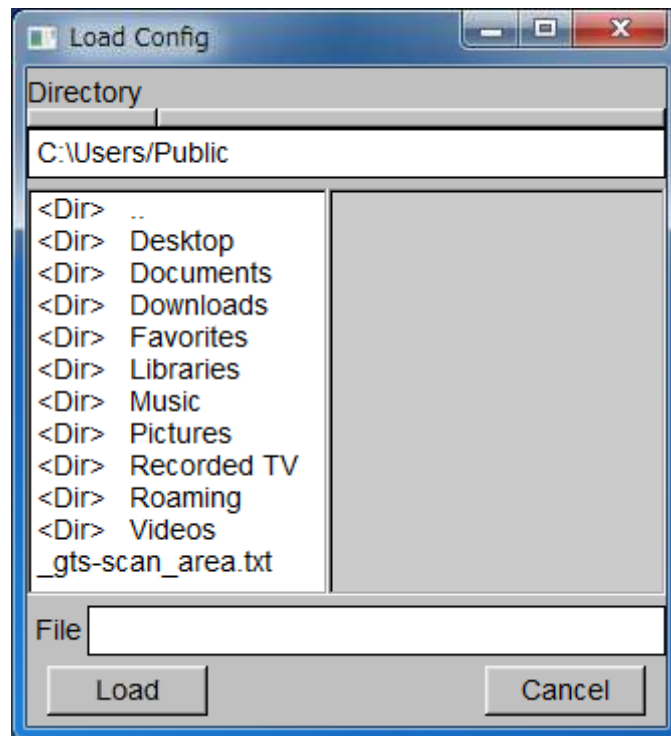 Load Config
Directory
C:\Users/Public
<Dir> ..
<Dir> Desktop
<Dir> Documents
<Dir> Downloads
<Dir> Favorites
<Dir> Libraries
<Dir> Music
<Dir> Pictures
<Dir> Recorded TV
<Dir> Roaming
<Dir> Videos
_gts-scan_area.txt
File
Load Cancel